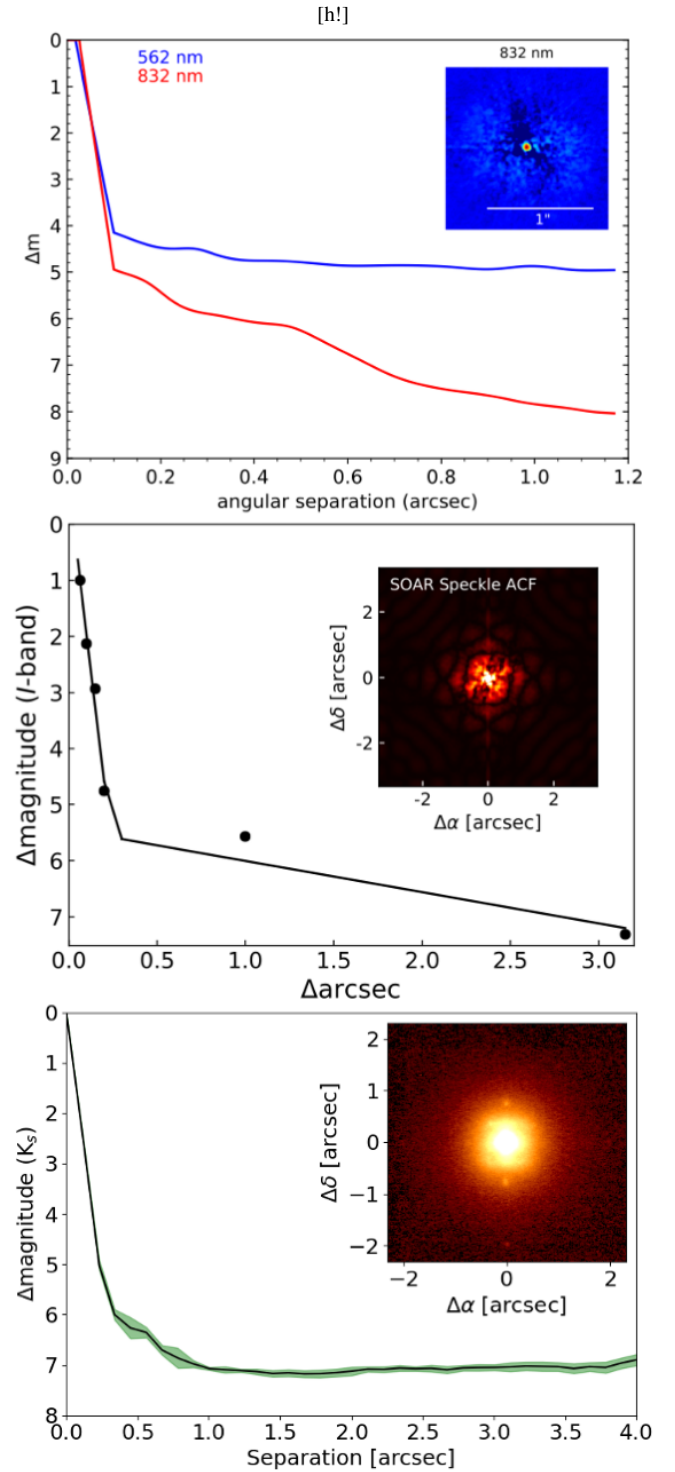 [h!]
0
1
2
3
4
5
6
7
8
9
Δm
562 nm
832 nm
832 nm
1"
0.0 0.2 0.4 0.6 0.8 1.0 1.2
angular separation (arcsec)
0
1
2
3
4
5
6
7
Δmagnitude (I-band)
SOAR Speckle ACF
2
0
-2
Δδ [arcsec]
-2 0 2
Δα [arcsec]
0.0 0.5 1.0 1.5 2.0 2.5 3.0
Δarcsec
0
1
2
3
4
5
6
7
8
Δmagnitude (Kₛ)
2
1
0
−1
−2
Δδ [arcsec]
−2 0 2
Δα [arcsec]
0.0 0.5 1.0 1.5 2.0 2.5 3.0 3.5 4.0
Separation [arcsec]